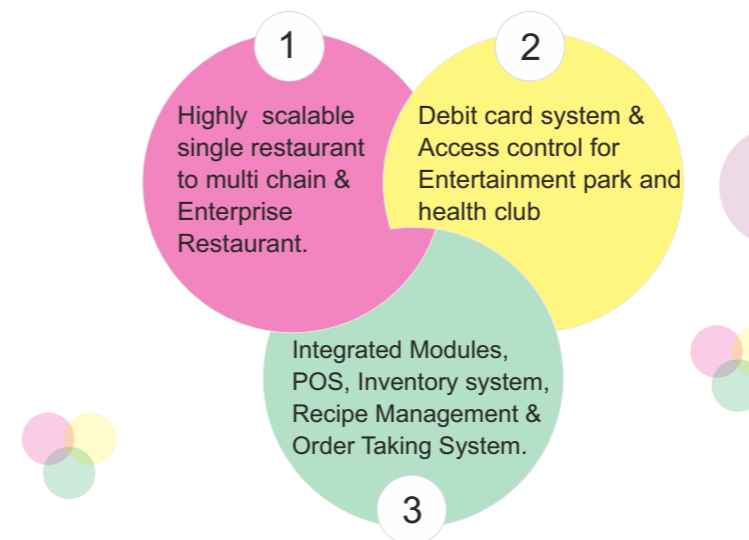 1
Highly scalable
single restaurant
to multi chain &
Enterprise
Restaurant.
2
Debit card system &
Access control for
Entertainment park and
health club
Integrated Modules,
POS, Inventory system,
Recipe Management &
Order Taking System.
3